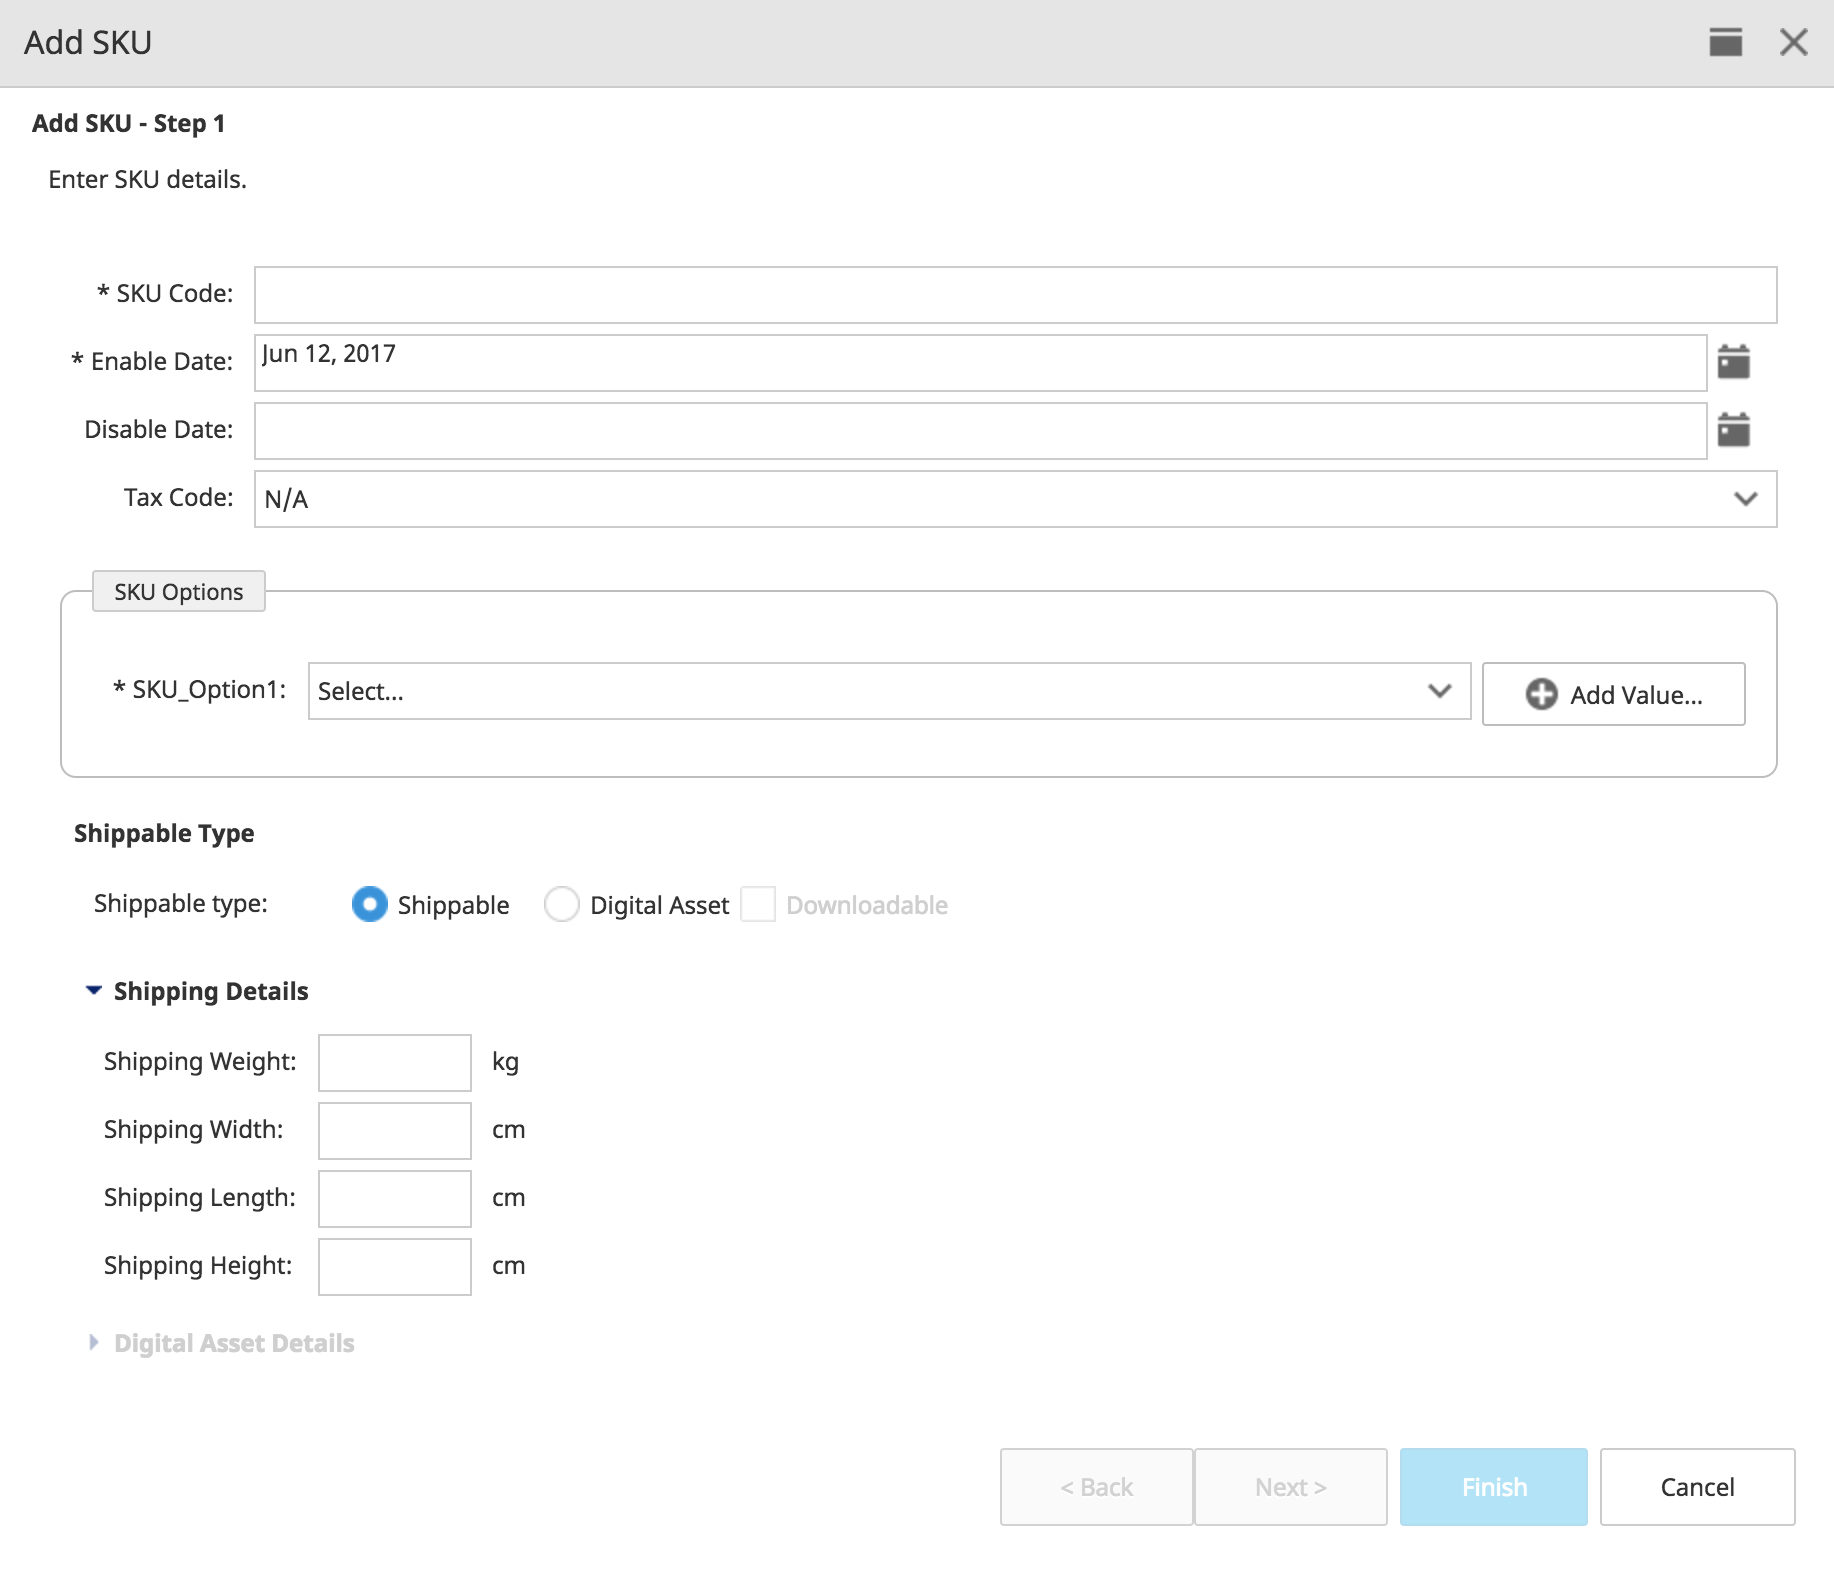 Add SKU
Add SKU - Step 1
Enter SKU details.
* SKU Code:
* Enable Date: Jun 12, 2017
Disable Date:
Tax Code: N/A
SKU Options
* SKU_Option1: Select... Add Value...
Shippable Type
Shippable type: Shippable Digital Asset Downloadable
Shipping Details
Shipping Weight: kg
Shipping Width: cm
Shipping Length: cm
Shipping Height: cm
Digital Asset Details
< Back Next > Finish Cancel